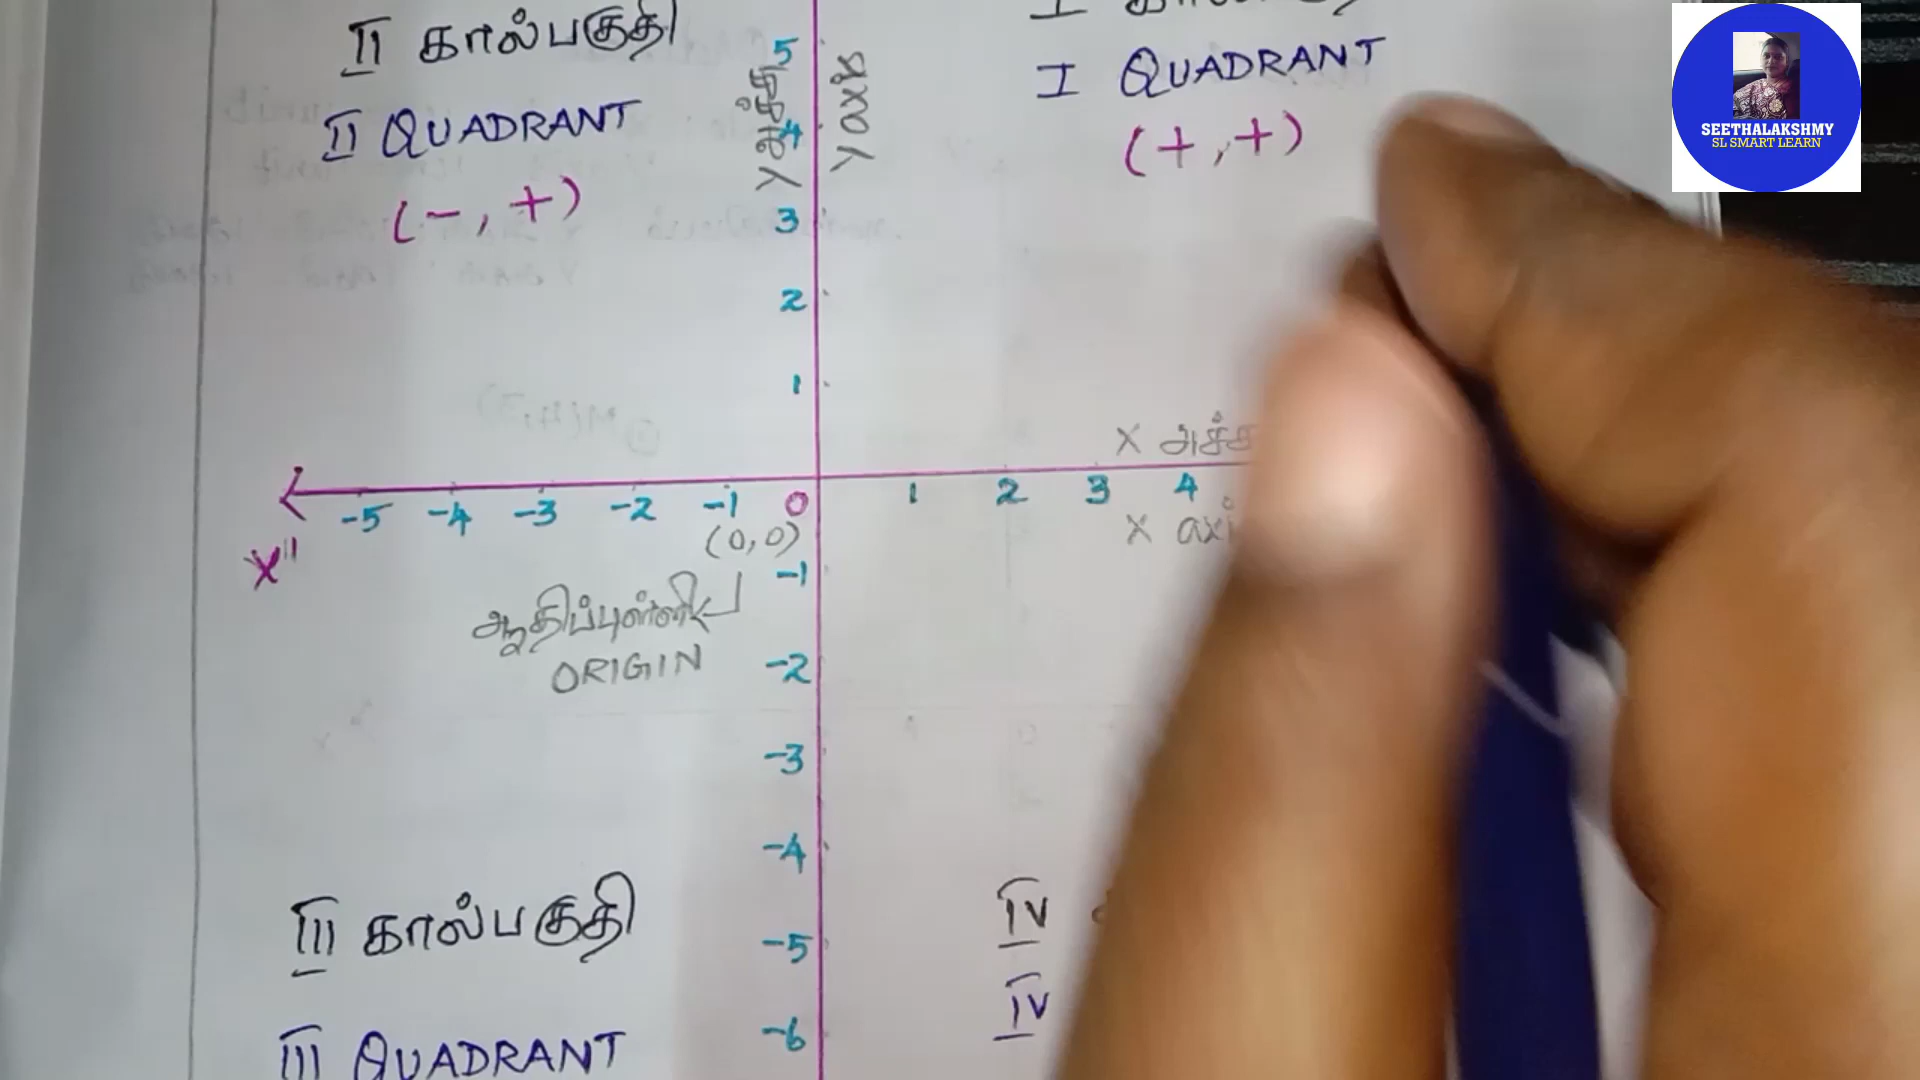 II கால்பகுதி
II QUADRANT
(-, +)
I QUADRANT
(+, +)
Y அச்சு
Y axis
5
4
3
2
1
X அச்சு
-5 -4 -3 -2 -1 0 1 2 3 4
X axi
X"
(0,0)
ஆதிப்புள்ளி
ORIGIN
-1
-2
-3
-4
-5
-6
III கால்பகுதி
III QUADRANT
IV
IV
SEETHALAKSHMY
SL SMART LEARN